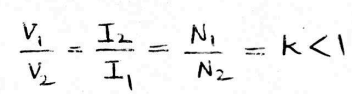 V₁/V₂ = I₂/I₁ = N₁/N₂ = K<1